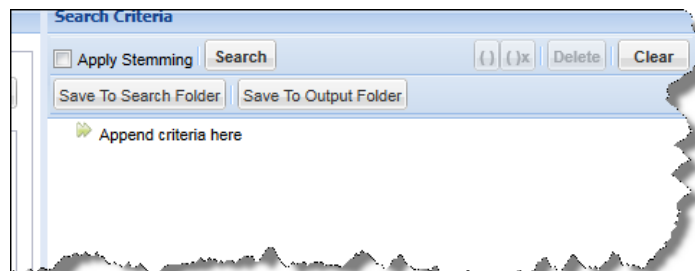 Search Criteria
Apply Stemming Search ( ) ( )x Delete Clear
Save To Search Folder Save To Output Folder
Append criteria here